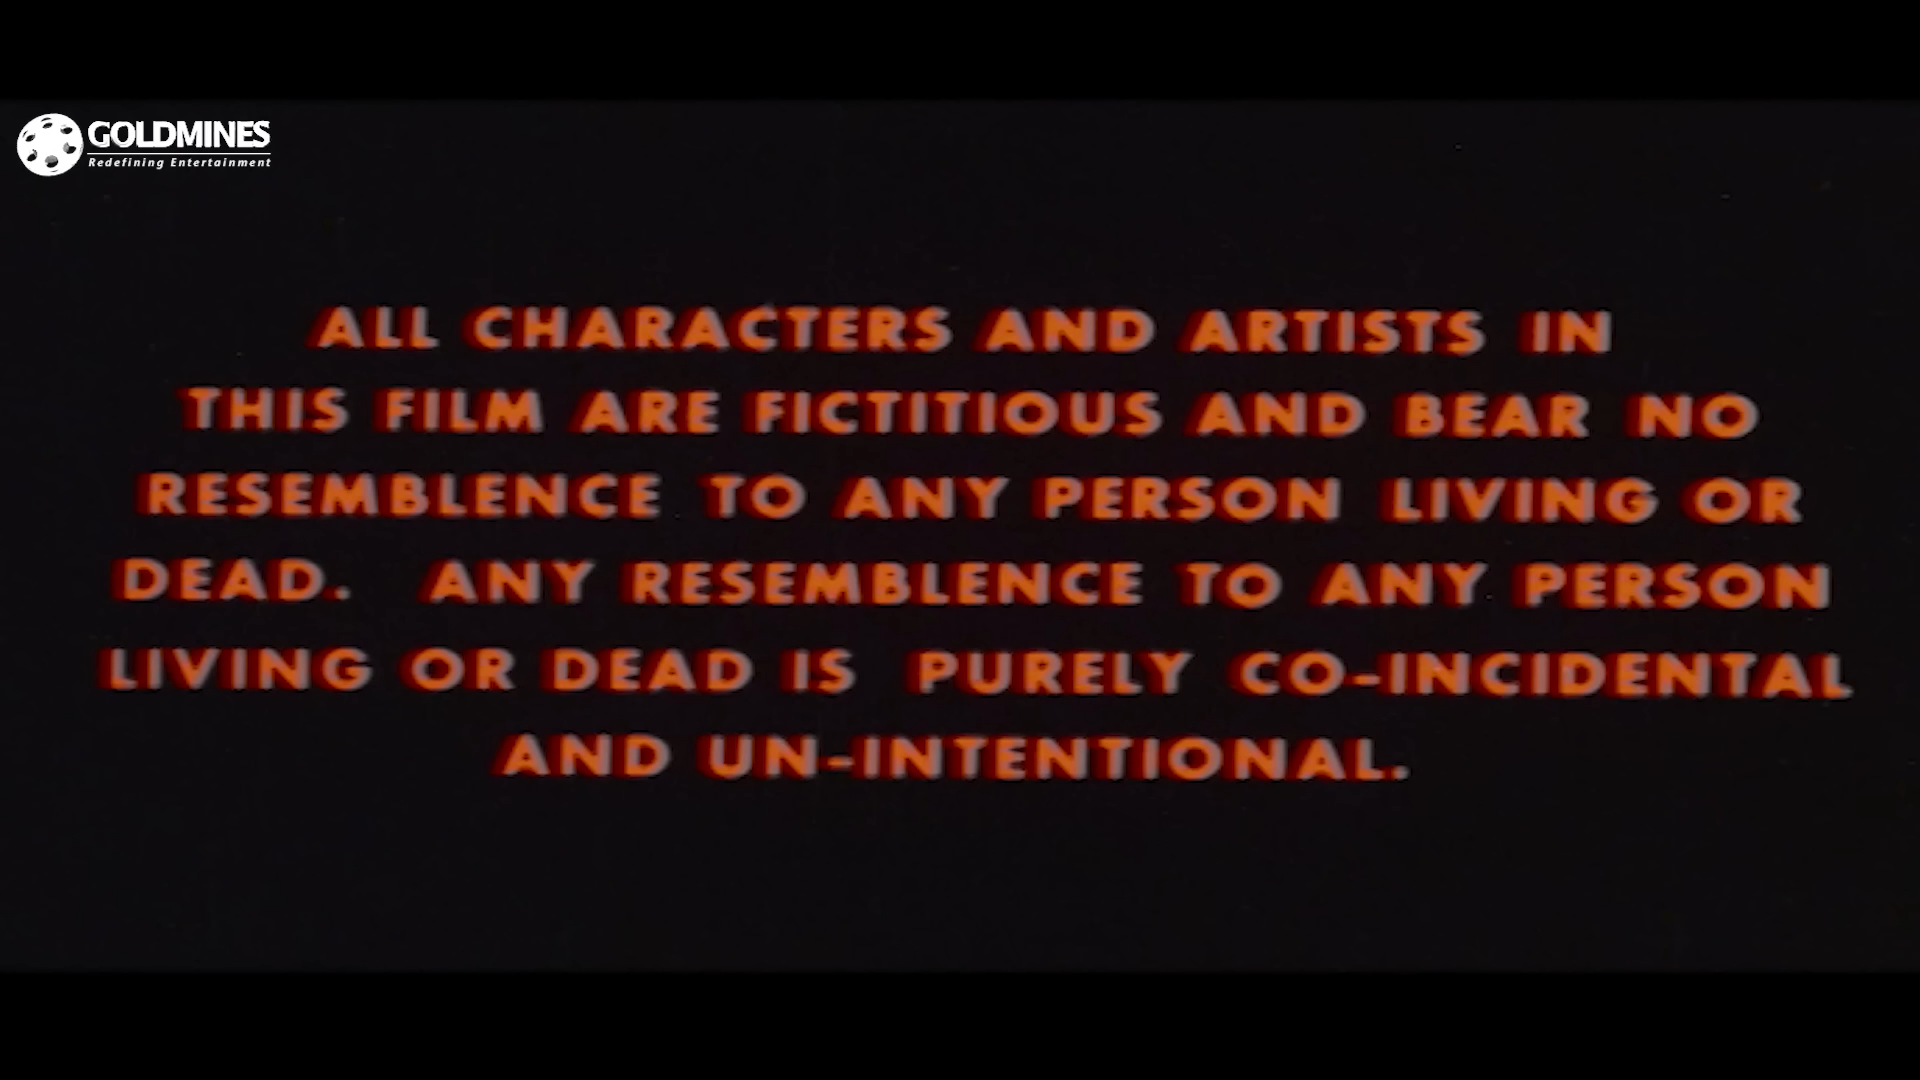 GOLDMINES
Redefining Entertainment
ALL CHARACTERS AND ARTISTS IN
THIS FILM ARE FICTITIOUS AND BEAR NO
RESEMBLENCE TO ANY PERSON LIVING OR
DEAD. ANY RESEMBLENCE TO ANY PERSON
LIVING OR DEAD IS PURELY CO-INCIDENTAL
AND UN-INTENTIONAL.